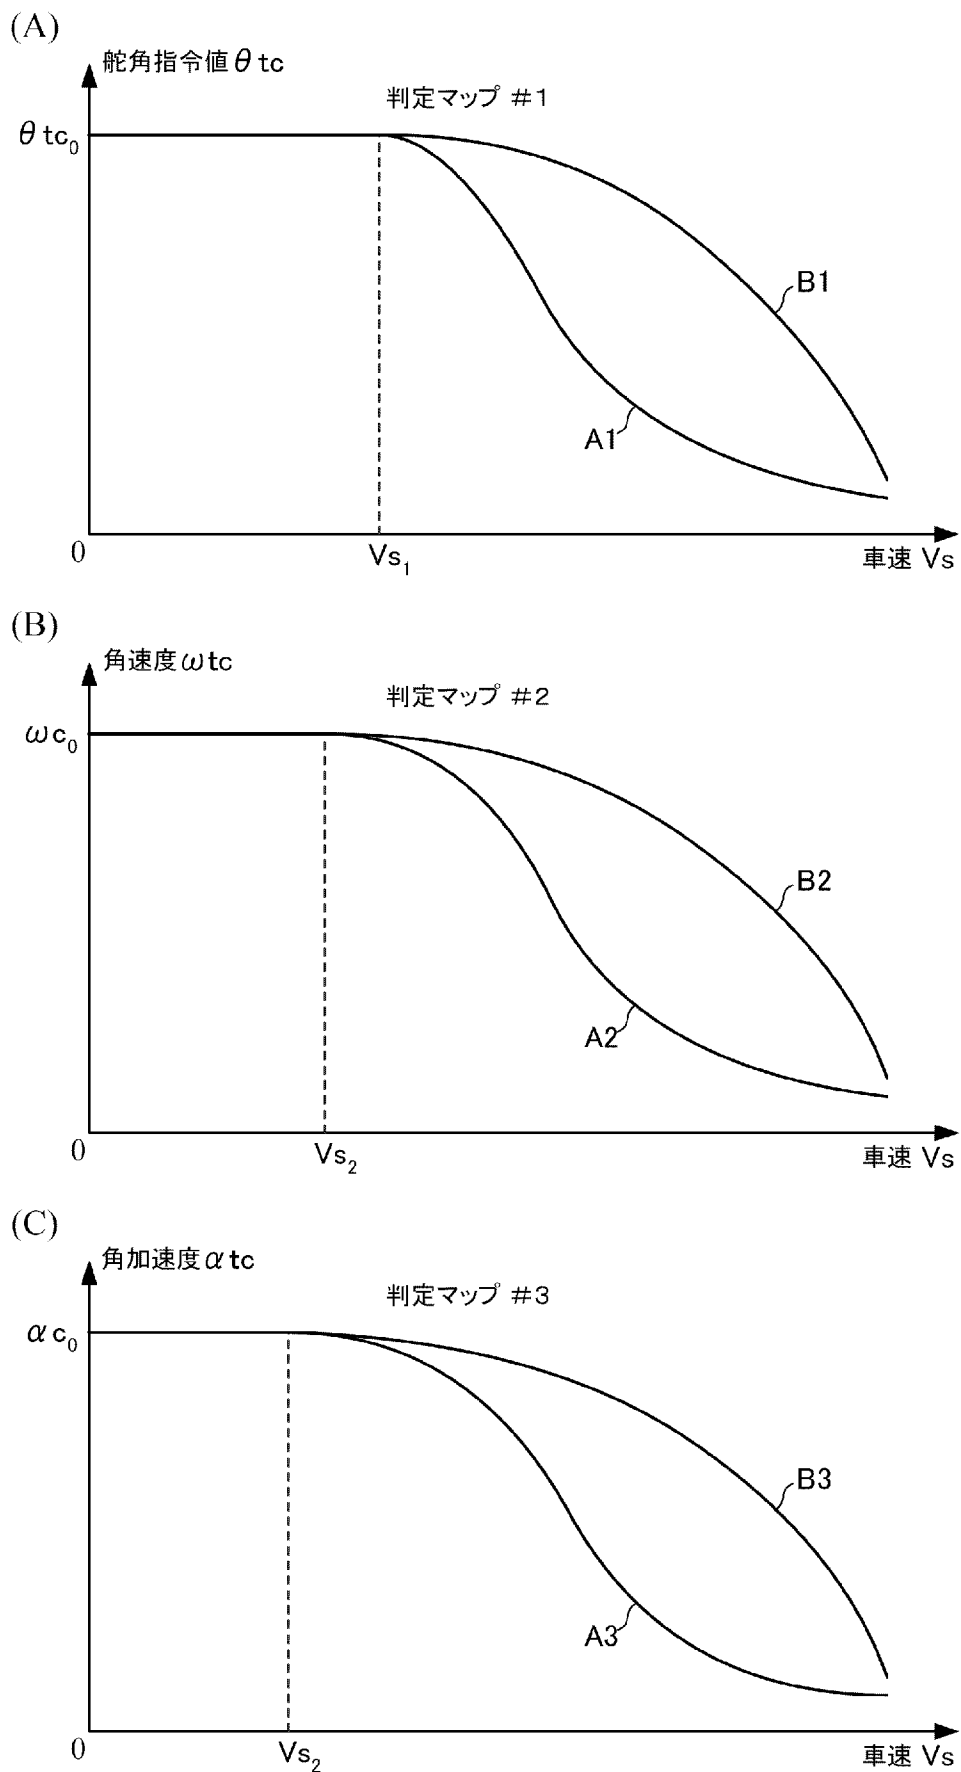 (A)
舵角指令値θtc
判定マップ #1
θtc₀
B1
A1
0
Vs₁
車速 Vs
(B)
角速度ωtc
判定マップ #2
ωc₀
B2
A2
0
Vs₂
車速 Vs
(C)
角加速度αtc
判定マップ #3
αc₀
B3
A3
0
Vs₂
車速 Vs